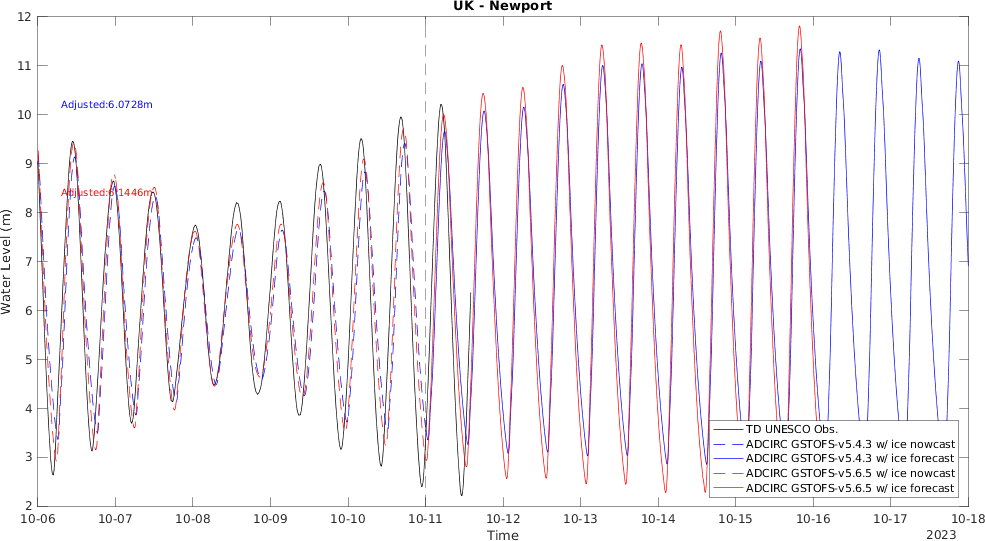 UK - Newport
12
11
10
9
8
7
6
5
4
3
2
Water Level (m)
Adjusted:6.0728m
Adjusted:6.1446m
TD UNESCO Obs.
ADCIRC GSTOFS-v5.4.3 w/ ice nowcast
ADCIRC GSTOFS-v5.4.3 w/ ice forecast
ADCIRC GSTOFS-v5.6.5 w/ ice nowcast
ADCIRC GSTOFS-v5.6.5 w/ ice forecast
10-06 10-07 10-08 10-09 10-10 10-11 10-12 10-13 10-14 10-15 10-16 10-17 10-18
Time
2023